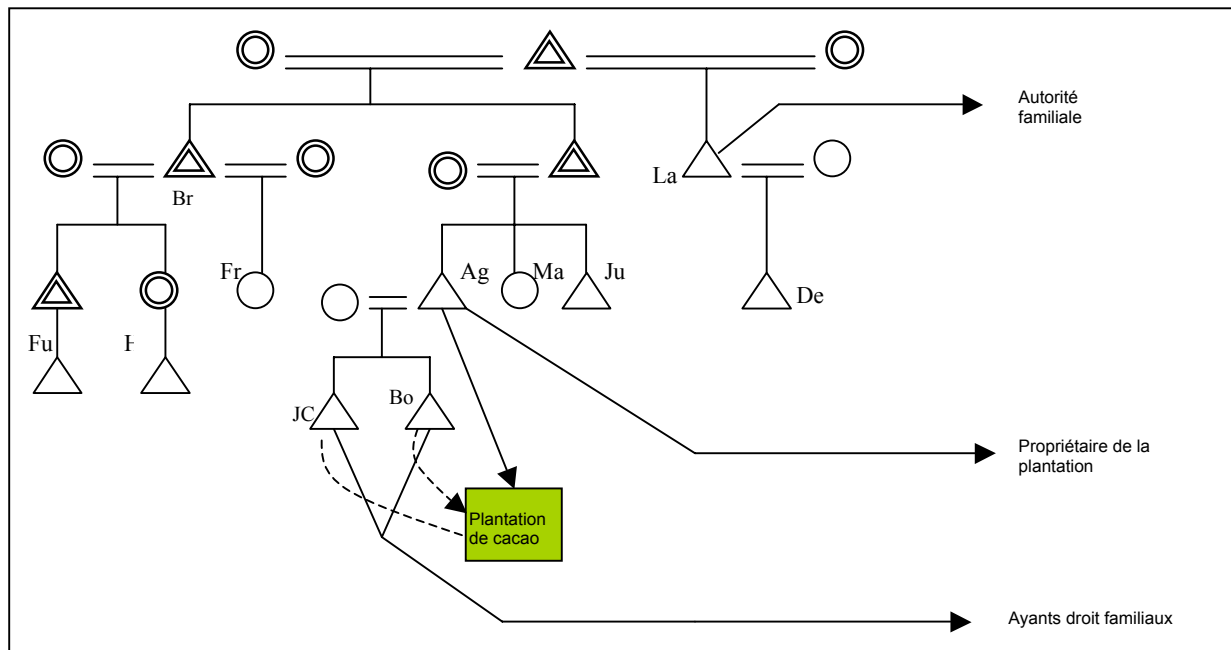 Autorité
familiale
La
Br
Fr
Ag
Ma
Ju
De
Fu
JC
Bo
Propriétaire de la
plantation
Plantation
de cacao
Ayants droit familiaux